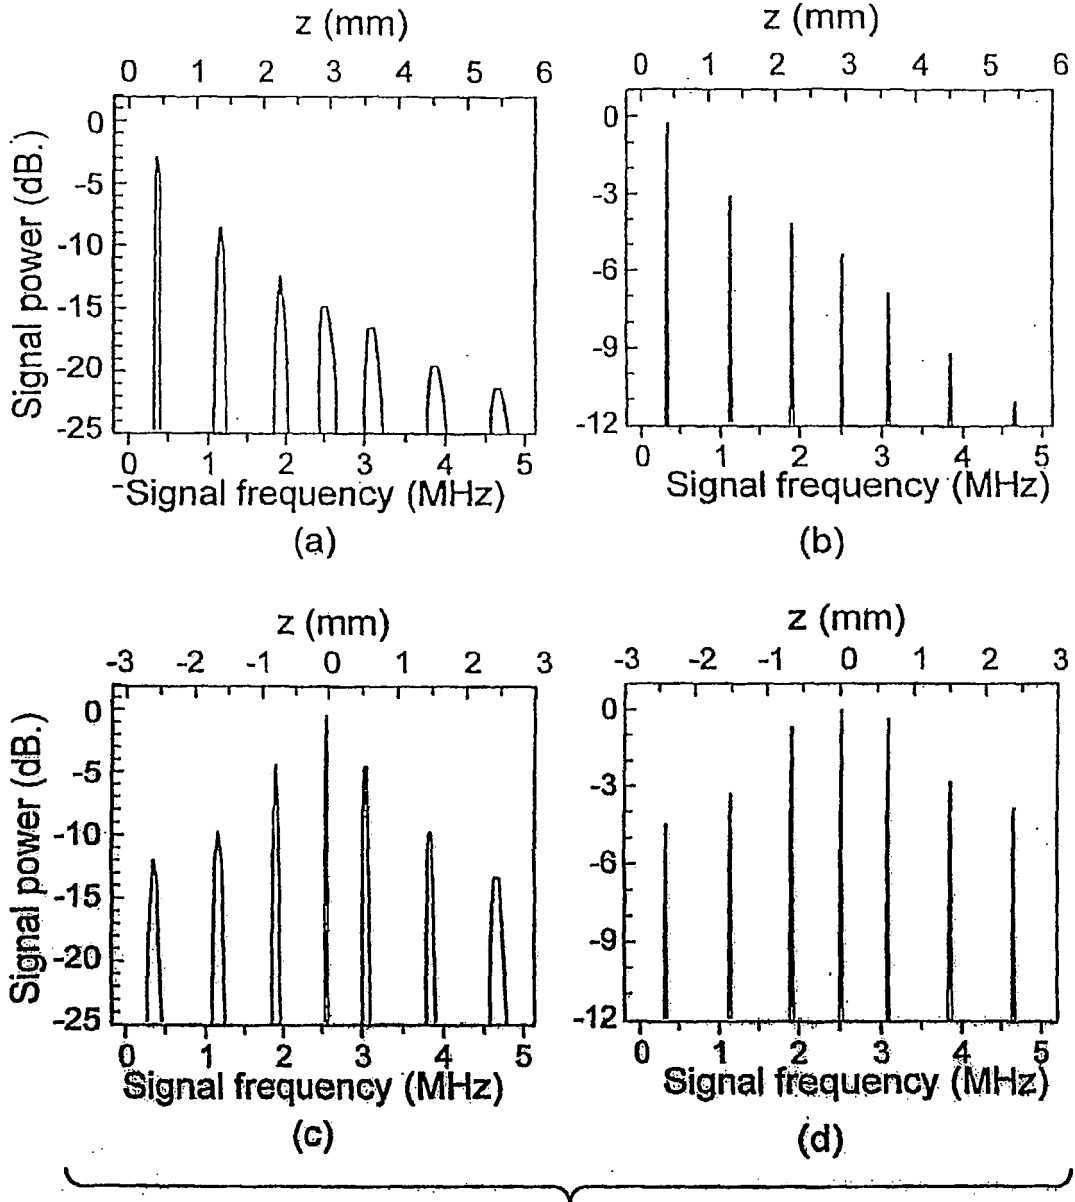 z (mm)
0 1 2 3 4 5 6
Signal power (dB.)
0
-5
-10
-15
-20
-25
0 1 2 3 4 5
Signal frequency (MHz)
(a)
z (mm)
0 1 2 3 4 5 6
0
-3
-6
-9
-12
0 1 2 3 4 5
Signal frequency (MHz)
(b)
z (mm)
-3 -2 -1 0 1 2 3
Signal power (dB.)
0
-5
-10
-15
-20
-25
0 1 2 3 4 5
Signal frequency (MHz)
(c)
z (mm)
-3 -2 -1 0 1 2 3
0
-3
-6
-9
-12
0 1 2 3 4 5
Signal frequency (MHz)
(d)